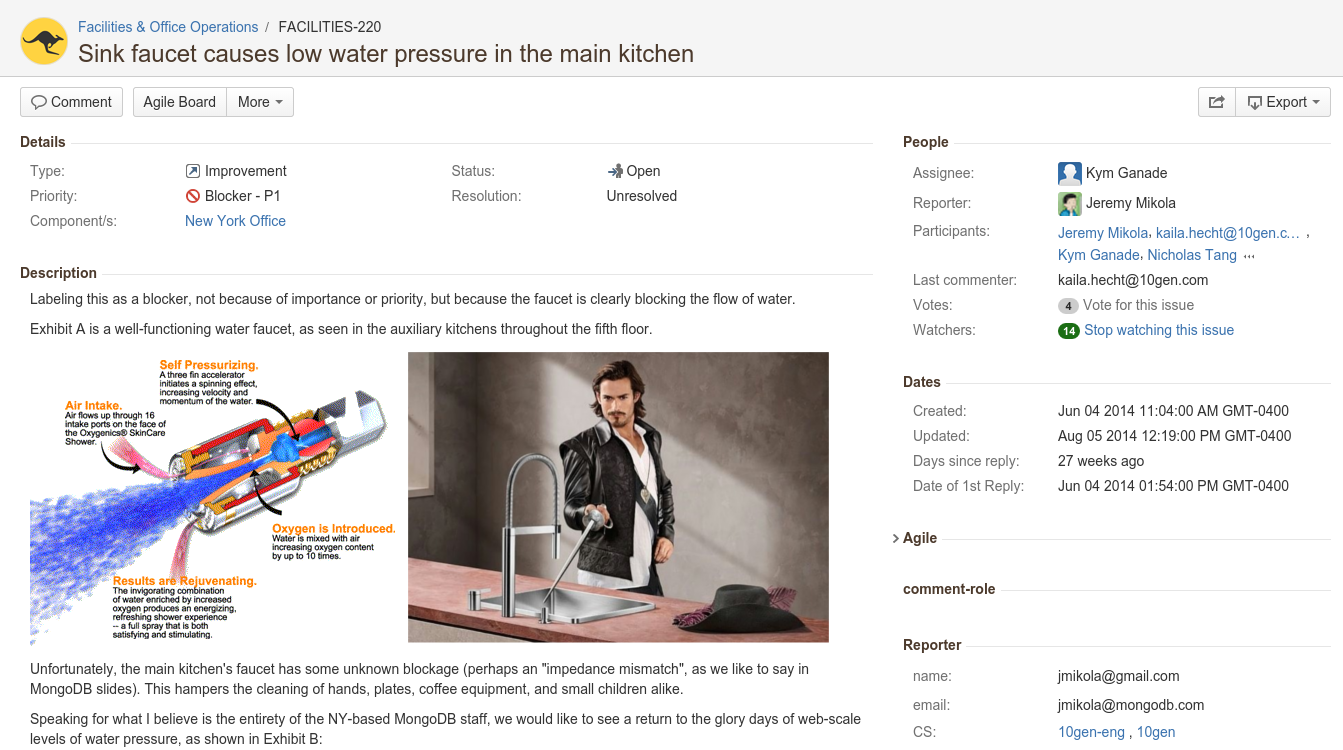 Facilities & Office Operations / FACILITIES-220
Sink faucet causes low water pressure in the main kitchen
Comment
Agile Board
More
Export
Details
Type: Improvement
Status: Open
Priority: Blocker - P1
Resolution: Unresolved
Component/s: New York Office
Description
Labeling this as a blocker, not because of importance or priority, but because the faucet is clearly blocking the flow of water.
Exhibit A is a well-functioning water faucet, as seen in the auxiliary kitchens throughout the fifth floor.
Self Pressurizing.
A three fin accelerator
initiates a spinning effect,
increasing velocity and
momentum of the water.
Air Intake.
Air flows up through 16
intake ports on the face of
the Oxygenics® SkinCare
Shower.
Oxygen is Introduced.
Water is mixed with air
increasing oxygen content
by up to 10 times.
Results are Rejuvenating.
The invigorating combination
of water enriched by increased
oxygen produces an energizing,
refreshing shower experience
-- a full spray that is both
satisfying and stimulating.
Unfortunately, the main kitchen's faucet has some unknown blockage (perhaps an "impedance mismatch", as we like to say in
MongoDB slides). This hampers the cleaning of hands, plates, coffee equipment, and small children alike.
Speaking for what I believe is the entirety of the NY-based MongoDB staff, we would like to see a return to the glory days of web-scale
levels of water pressure, as shown in Exhibit B:
People
Assignee: Kym Ganade
Reporter: Jeremy Mikola
Participants: Jeremy Mikola, kaila.hecht@10gen.c... ,
Kym Ganade, Nicholas Tang ...
Last commenter: kaila.hecht@10gen.com
Votes: 4 Vote for this issue
Watchers: 14 Stop watching this issue
Dates
Created: Jun 04 2014 11:04:00 AM GMT-0400
Updated: Aug 05 2014 12:19:00 PM GMT-0400
Days since reply: 27 weeks ago
Date of 1st Reply: Jun 04 2014 01:54:00 PM GMT-0400
Agile
comment-role
Reporter
name: jmikola@gmail.com
email: jmikola@mongodb.com
CS: 10gen-eng , 10gen